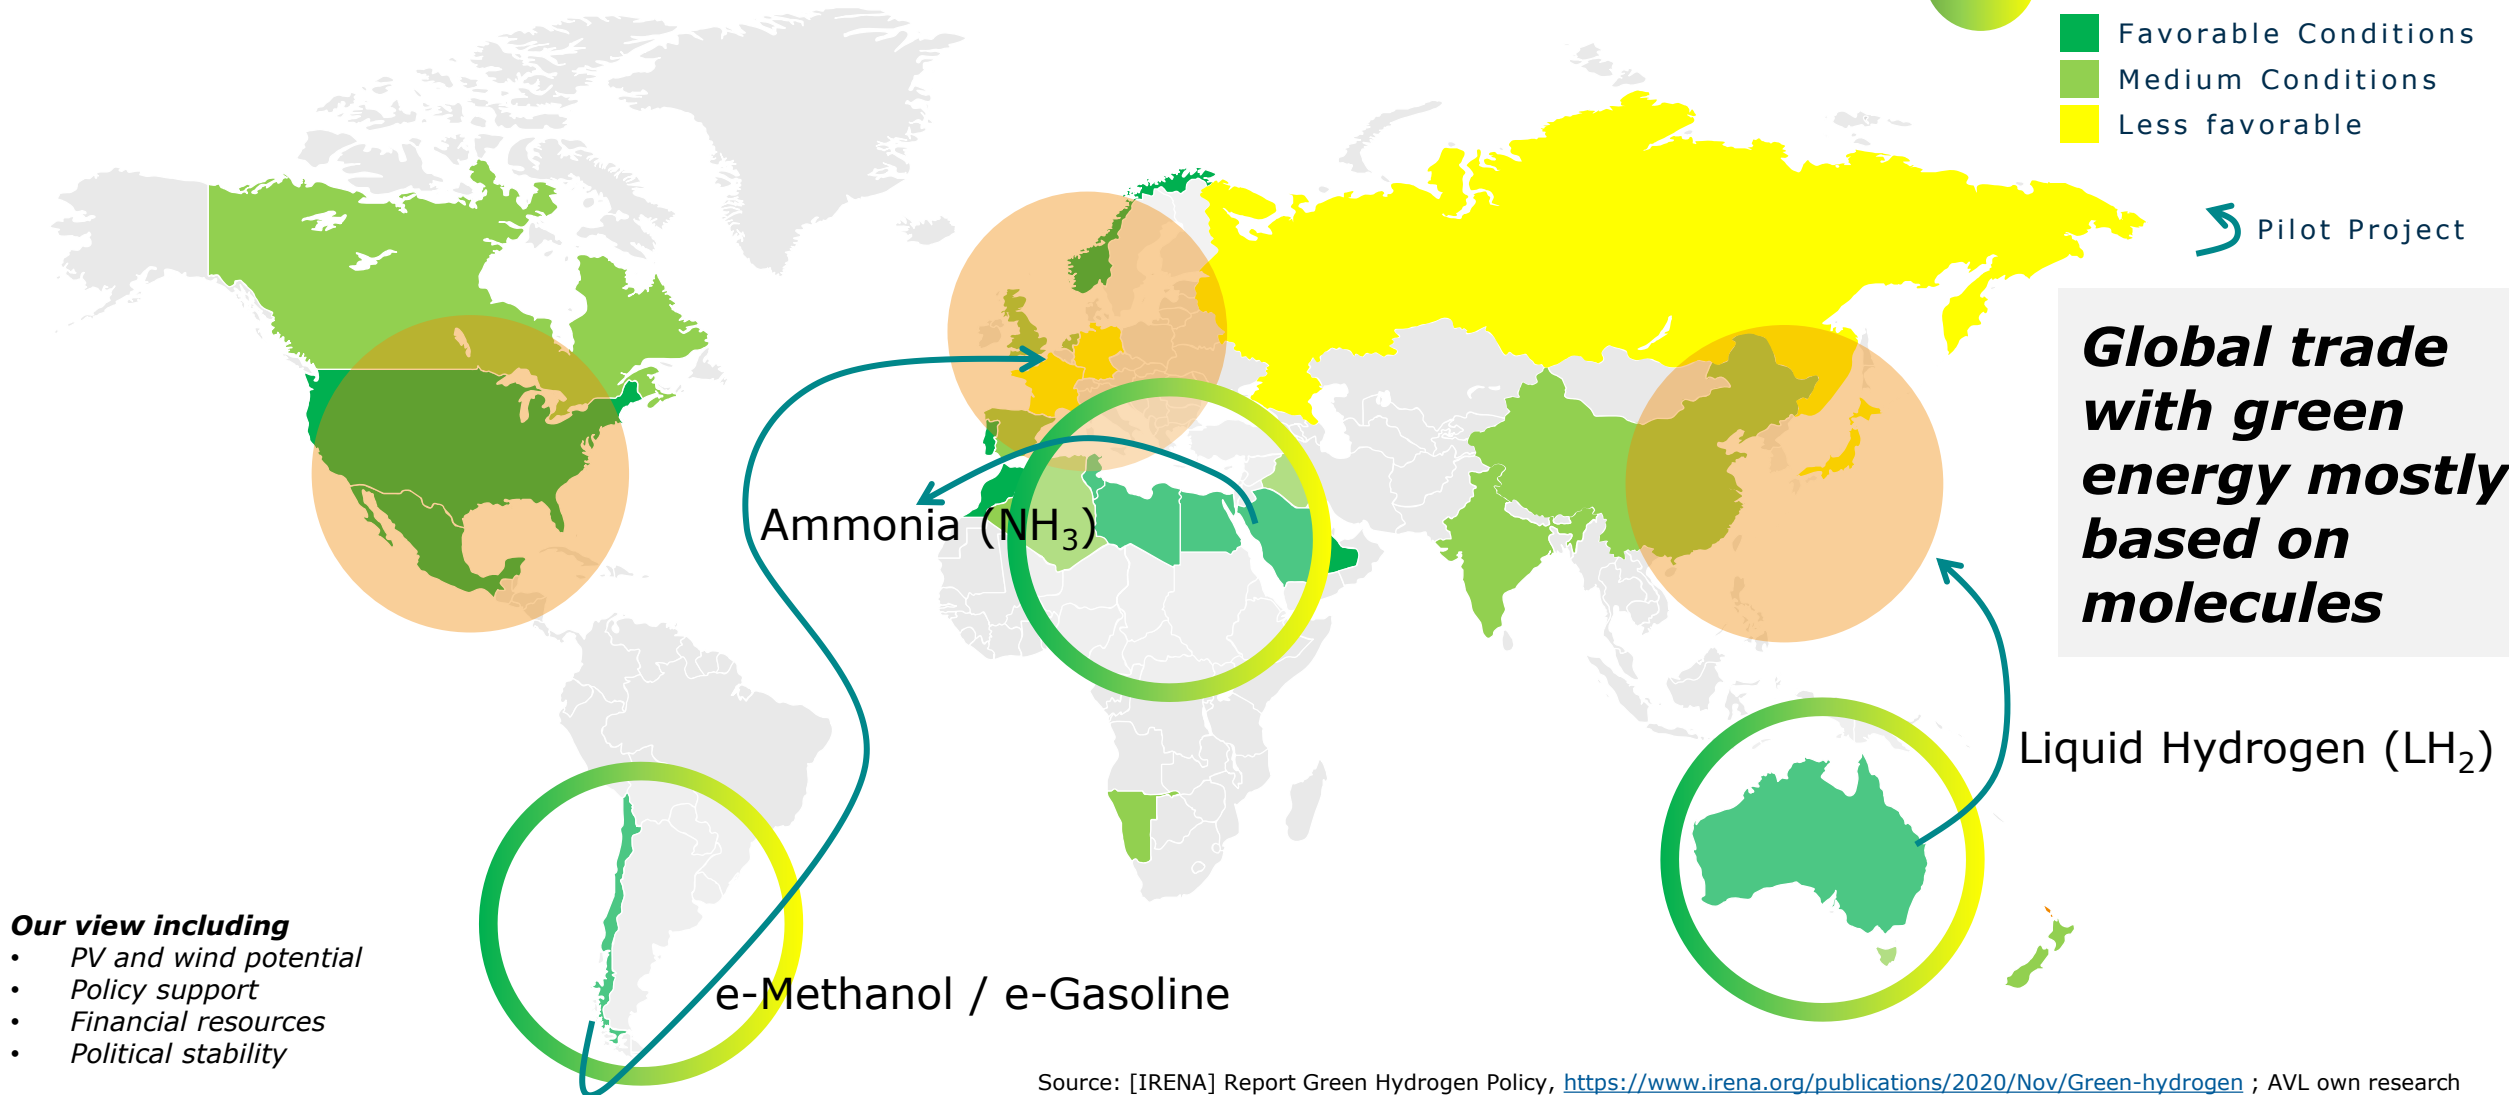 Favorable Conditions
Medium Conditions
Less favorable
Pilot Project
Global trade
with green
energy mostly
based on
molecules
Ammonia (NH₃)
Liquid Hydrogen (LH₂)
e-Methanol / e-Gasoline
Our view including
• PV and wind potential
• Policy support
• Financial resources
• Political stability
Source: [IRENA] Report Green Hydrogen Policy, https://www.irena.org/publications/2020/Nov/Green-hydrogen ; AVL own research